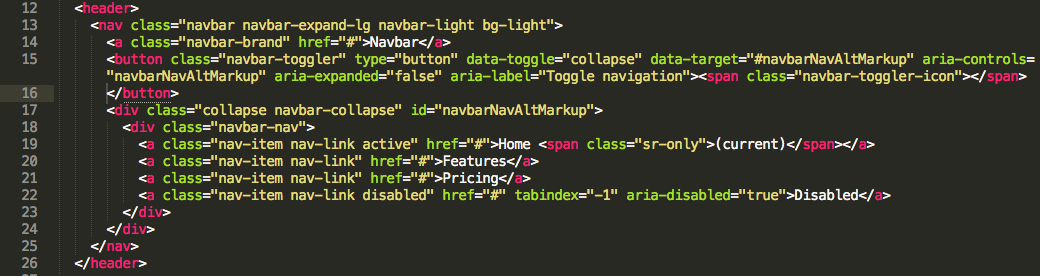 12 <header>
13 <nav class="navbar navbar-expand-lg navbar-light bg-light">
14 <a class="navbar-brand" href="#">Navbar</a>
15 <button class="navbar-toggler" type="button" data-toggle="collapse" data-target="#navbarNavAltMarkup" aria-controls=
"navbarNavAltMarkup" aria-expanded="false" aria-label="Toggle navigation"><span class="navbar-toggler-icon"></span>
16 </button>
17 <div class="collapse navbar-collapse" id="navbarNavAltMarkup">
18 <div class="navbar-nav">
19 <a class="nav-item nav-link active" href="#">Home <span class="sr-only">(current)</span></a>
20 <a class="nav-item nav-link" href="#">Features</a>
21 <a class="nav-item nav-link" href="#">Pricing</a>
22 <a class="nav-item nav-link disabled" href="#" tabindex="-1" aria-disabled="true">Disabled</a>
23 </div>
24 </div>
25 </nav>
26 </header>